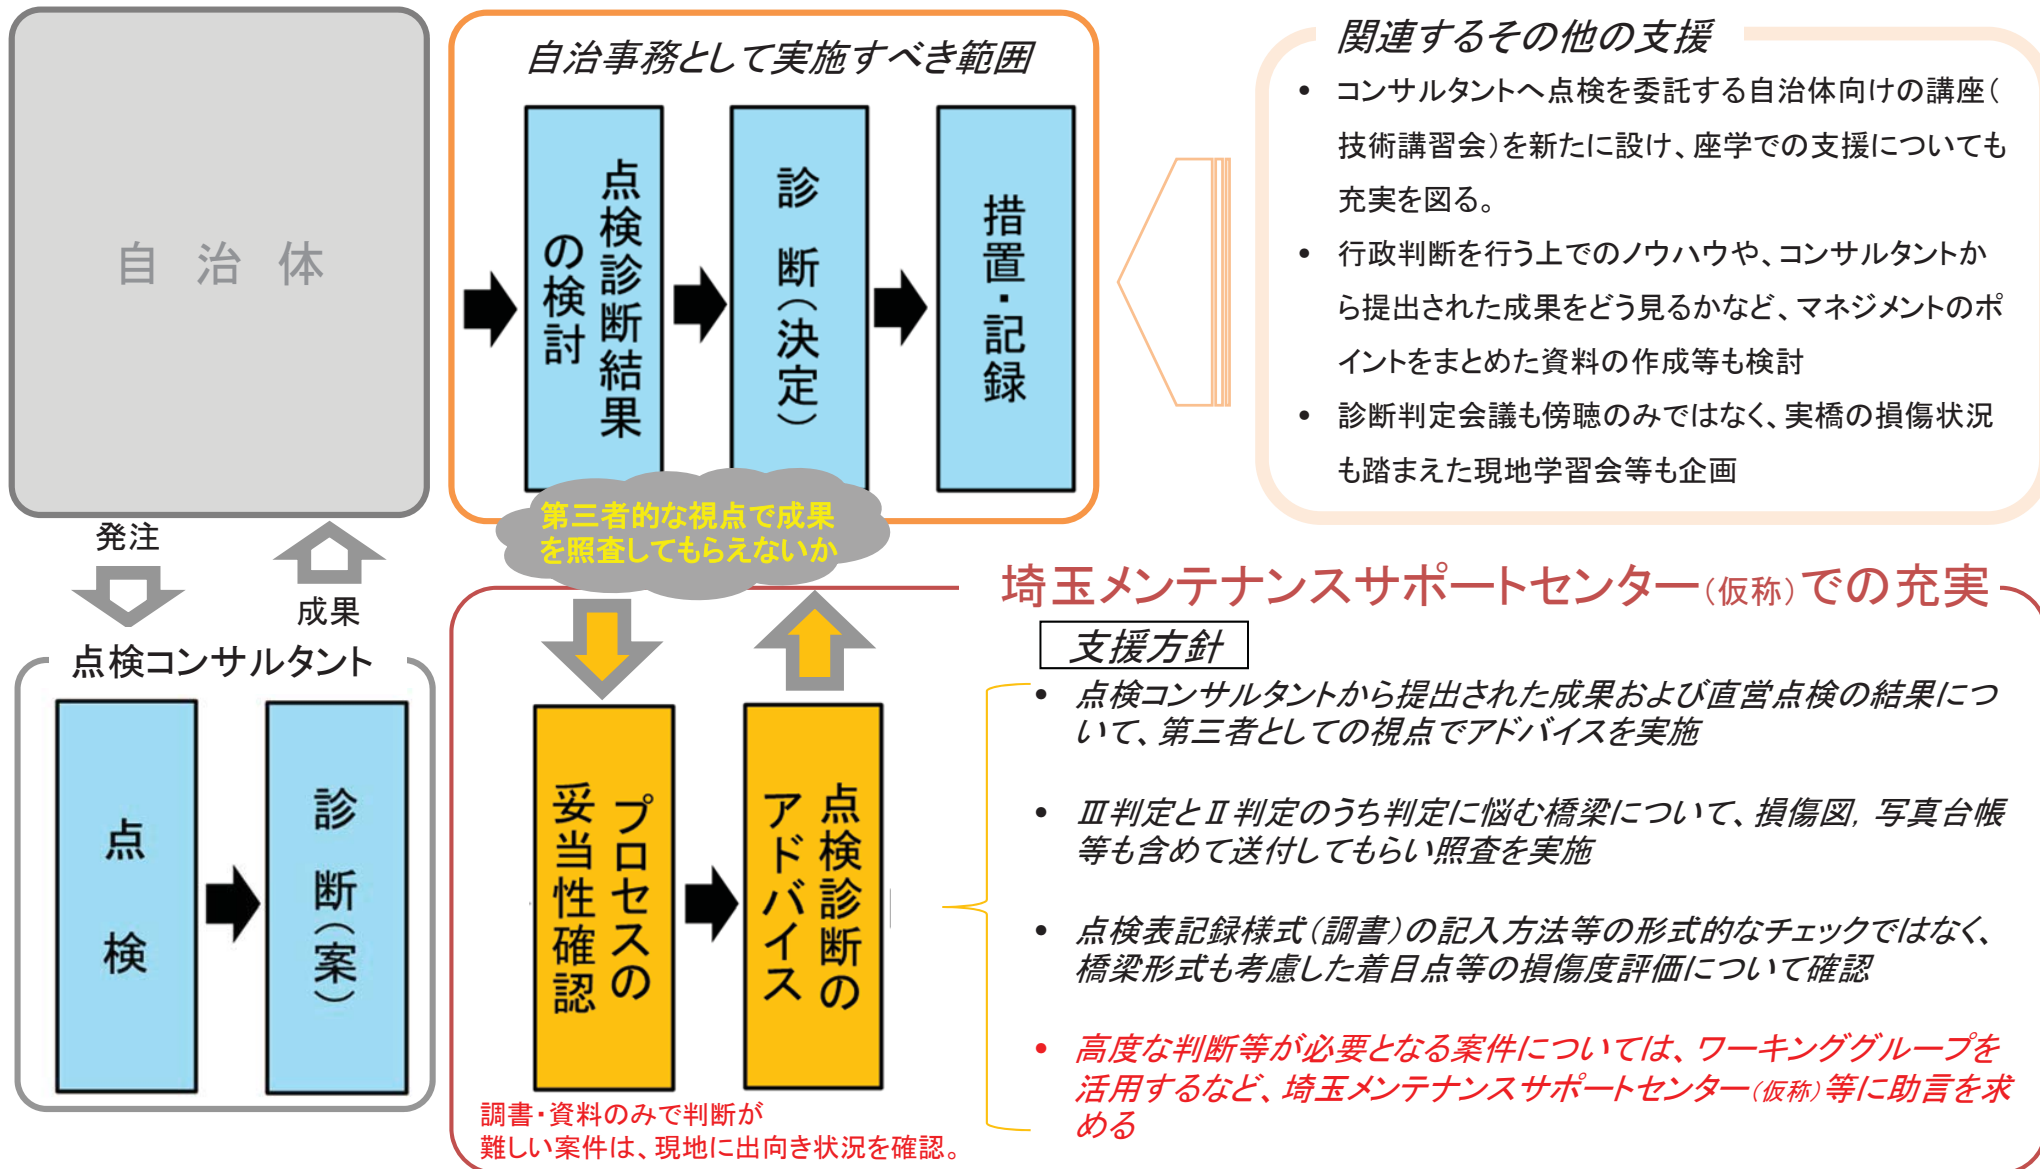 自治体
自治事務として実施すべき範囲
点検診断結果
の検討
診断（決定）
措置・記録
関連するその他の支援
• コンサルタントへ点検を委託する自治体向けの講座（
技術講習会）を新たに設け、座学での支援についても
充実を図る。
• 行政判断を行う上でのノウハウや、コンサルタントか
ら提出された成果をどう見るかなど、マネジメントのポ
イントをまとめた資料の作成等も検討
• 診断判定会議も傍聴のみではなく、実橋の損傷状況
も踏まえた現地学習会等も企画
発注
成果
第三者的な視点で成果
を照査してもらえないか
点検コンサルタント
点検
診断（案）
埼玉メンテナンスサポートセンター（仮称）での充実
プロセスの
妥当性確認
点検診断の
アドバイス
調書・資料のみで判断が
難しい案件は、現地に出向き状況を確認。
支援方針
• 点検コンサルタントから提出された成果および直営点検の結果につ
いて、第三者としての視点でアドバイスを実施
• Ⅲ判定とⅡ判定のうち判定に悩む橋梁について、損傷図，写真台帳
等も含めて送付してもらい照査を実施
• 点検表記録様式（調書）の記入方法等の形式的なチェックではなく、
橋梁形式も考慮した着目点等の損傷度評価について確認
• 高度な判断等が必要となる案件については、ワーキンググループを
活用するなど、埼玉メンテナンスサポートセンター（仮称）等に助言を求
める